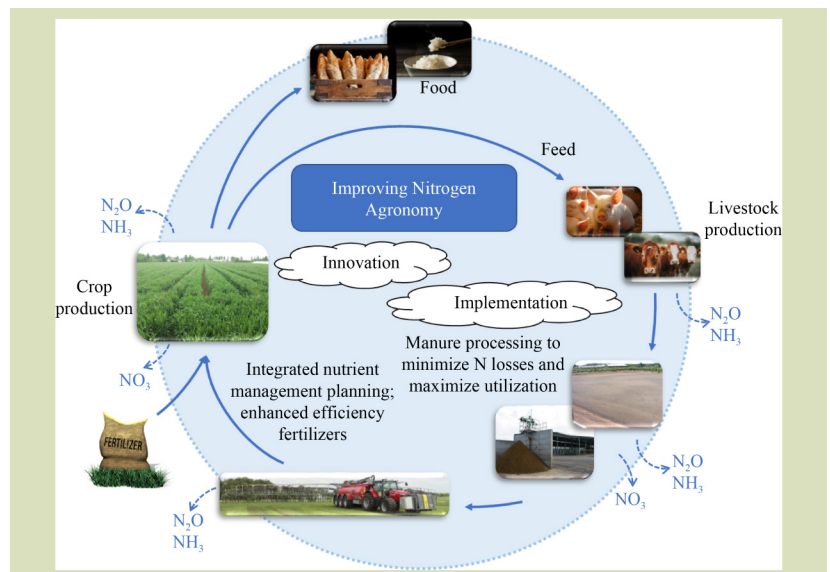 Food
Feed
Improving Nitrogen
Agronomy
N₂O
NH₃
Livestock
production
Innovation
Crop
production
Implementation
N₂O
NH₃
Manure processing to
minimize N losses and
maximize utilization
NO₃
Integrated nutrient
management planning;
enhanced efficiency
fertilizers
FERTILIZER
N₂O
NH₃
NO₃
N₂O
NH₃